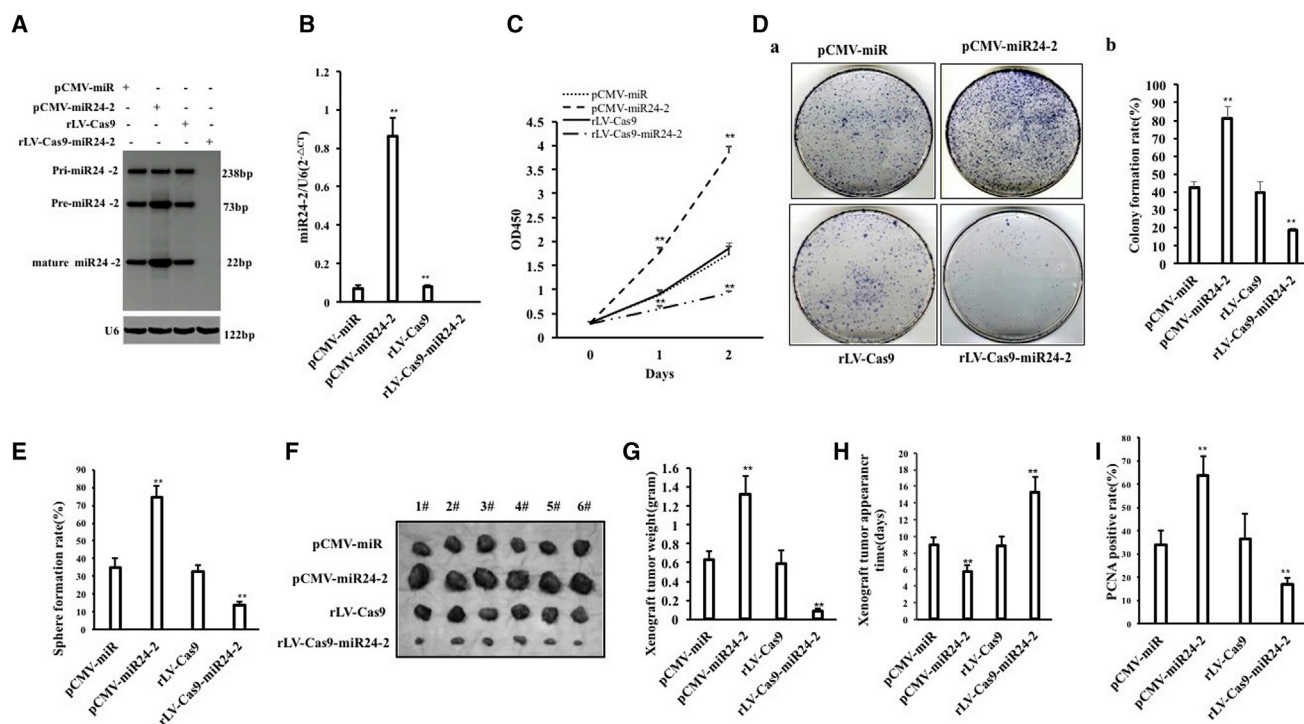 A
pCMV-miR + - - -
pCMV-miR24-2 - + - -
rLV-Cas9 - - + -
rLV-Cas9-miR24-2 - - - +
Pri-miR24 -2 238bp
Pre-miR24 -2 73bp
mature miR24 -2 22bp
U6 122bp
B
miR24-2/U6(2-△CT)
1.2
1
0.8
0.6
0.4
0.2
0
**
**
pCMV-miR
pCMV-miR24-2
rLV-Cas9
rLV-Cas9-miR24-2
C
pCMV-miR
pCMV-miR24-2
rLV-Cas9
rLV-Cas9-miR24-2
OD450
4.5
4
3.5
3
2.5
2
1.5
1
0.5
0
**
**
**
**
0 1 2
Days
D
a
pCMV-miR
pCMV-miR24-2
rLV-Cas9
rLV-Cas9-miR24-2
b
Colony formation rate(%)
100
90
80
70
60
50
40
30
20
10
0
**
**
pCMV-miR
pCMV-miR24-2
rLV-Cas9
rLV-Cas9-miR24-2
E
Sphere formation rate(%)
90
80
70
60
50
40
30
20
10
0
**
**
pCMV-miR
pCMV-miR24-2
rLV-Cas9
rLV-Cas9-miR24-2
F
1# 2# 3# 4# 5# 6#
pCMV-miR
pCMV-miR24-2
rLV-Cas9
rLV-Cas9-miR24-2
G
Xenograft tumor weight(gram)
1.6
1.4
1.2
1
0.8
0.6
0.4
0.2
0
**
**
pCMV-miR
pCMV-miR24-2
rLV-Cas9
rLV-Cas9-miR24-2
H
Xenograft tumor appearancr
time(days)
20
18
16
14
12
10
8
6
4
2
0
**
**
pCMV-miR
pCMV-miR24-2
rLV-Cas9
rLV-Cas9-miR24-2
I
PCNA positive rate(%)
80
70
60
50
40
30
20
10
0
**
**
pCMV-miR
pCMV-miR24-2
rLV-Cas9
rLV-Cas9-miR24-2